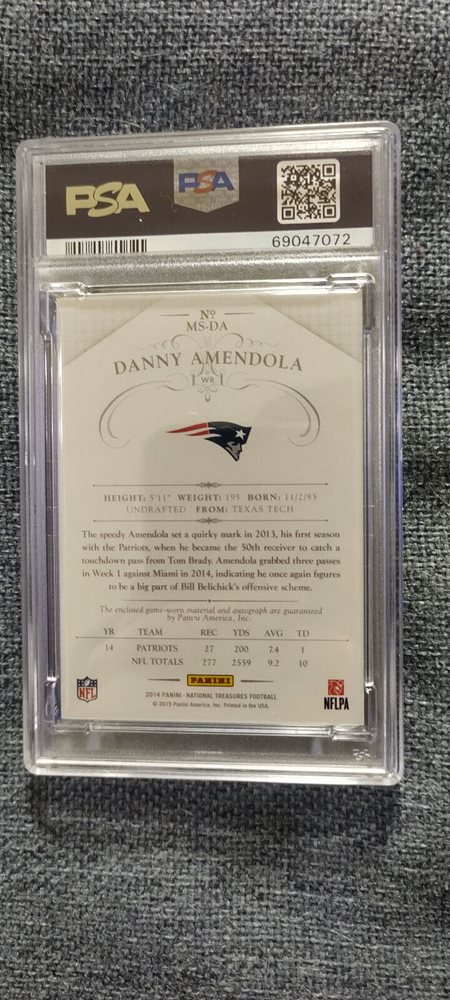 PSA
PSA
69047072
Nº
MS-DA
DANNY AMENDOLA
WR
HEIGHT: 5'11" WEIGHT: 195 BORN: 11/2/85
UNDRAFTED FROM: TEXAS TECH
The speedy Amendola set a quirky mark in 2013, his first season
with the Patriots, when he became the 50th receiver to catch a
touchdown pass from Tom Brady. Amendola grabbed three passes
in Week 1 against Miami in 2014, indicating he once again figures
to be a big part of Bill Belichick's offensive scheme.
The enclosed game-worn material and autograph are guaranteed
by Panini America, Inc.
YR TEAM REC YDS AVG TD
14 PATRIOTS 27 200 7.4 1
NFL TOTALS 277 2559 9.2 10
PANINI
NFL
2014 PANINI - NATIONAL TREASURES FOOTBALL
© 2015 Panini America, Inc. Printed in the USA.
NFLPA